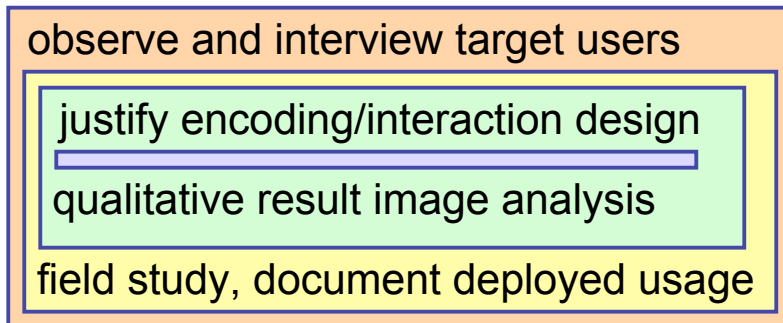 observe and interview target users
justify encoding/interaction design
qualitative result image analysis
field study, document deployed usage